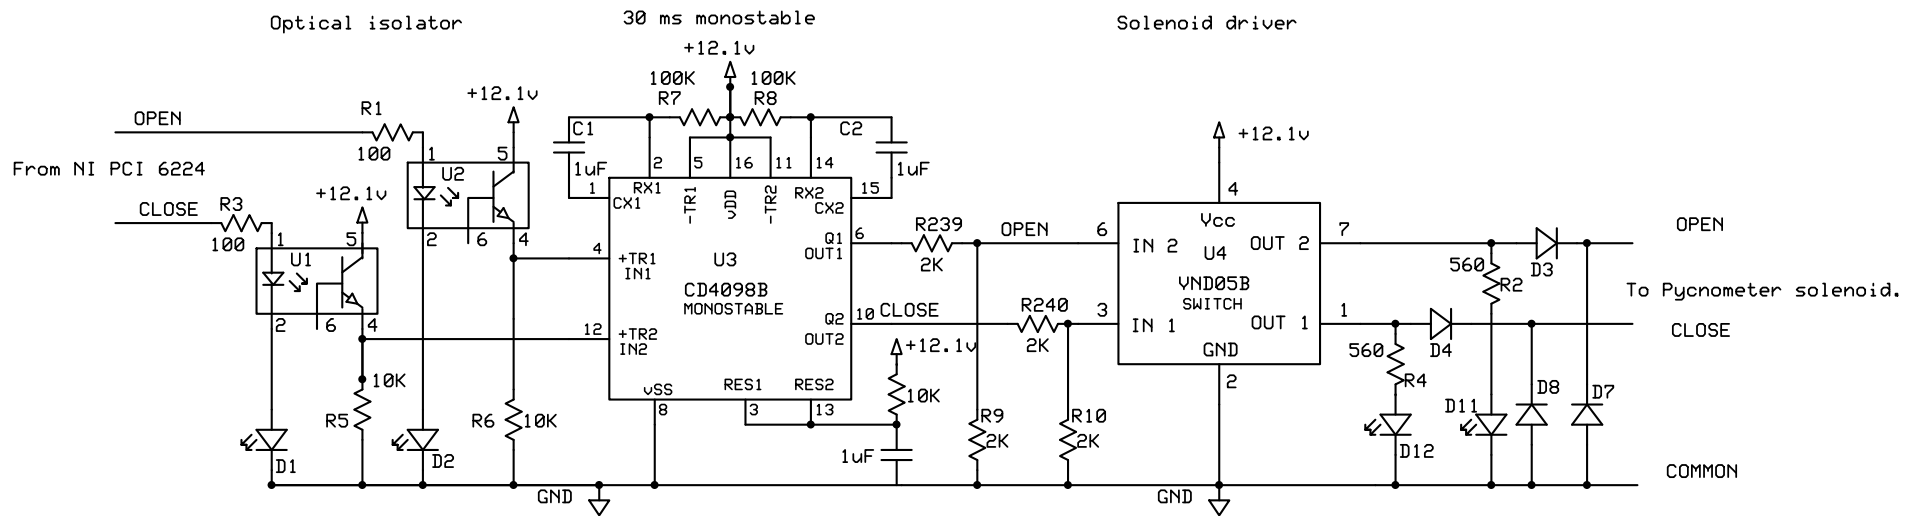 Optical isolator
30 ms monostable
Solenoid driver
+12.1v
100K
100K
R7
R8
+12.1v
R1
OPEN
100
C1
C2
1uF
1uF
+12.1v
1
5
U2
2
5
16
11
14
From NI PCI 6224
+12.1v
4
1
15
RX1
-TR1
vDD
-TR2
RX2
CX1
CX2
Vcc
CLOSE
R3
100
2
6
4
1
5
U1
2
6
4
4
+TR1
IN1
U3
CD4098B
MONOSTABLE
Q1
OUT1
6
R239
2K
OPEN
6
IN 2
U4
OUT 2
7
OPEN
VND05B
SWITCH
560
R2
D3
To Pycnometer solenoid.
12
+TR2
IN2
Q2
OUT2
10
CLOSE
R240
2K
3
IN 1
OUT 1
1
CLOSE
GND
2
560
R4
D4
+12.1v
10K
R5
vSS
RES1
RES2
8
3
13
10K
R6
10K
R9
2K
R10
2K
D11
D8
D7
D1
D2
1uF
D12
GND
GND
COMMON